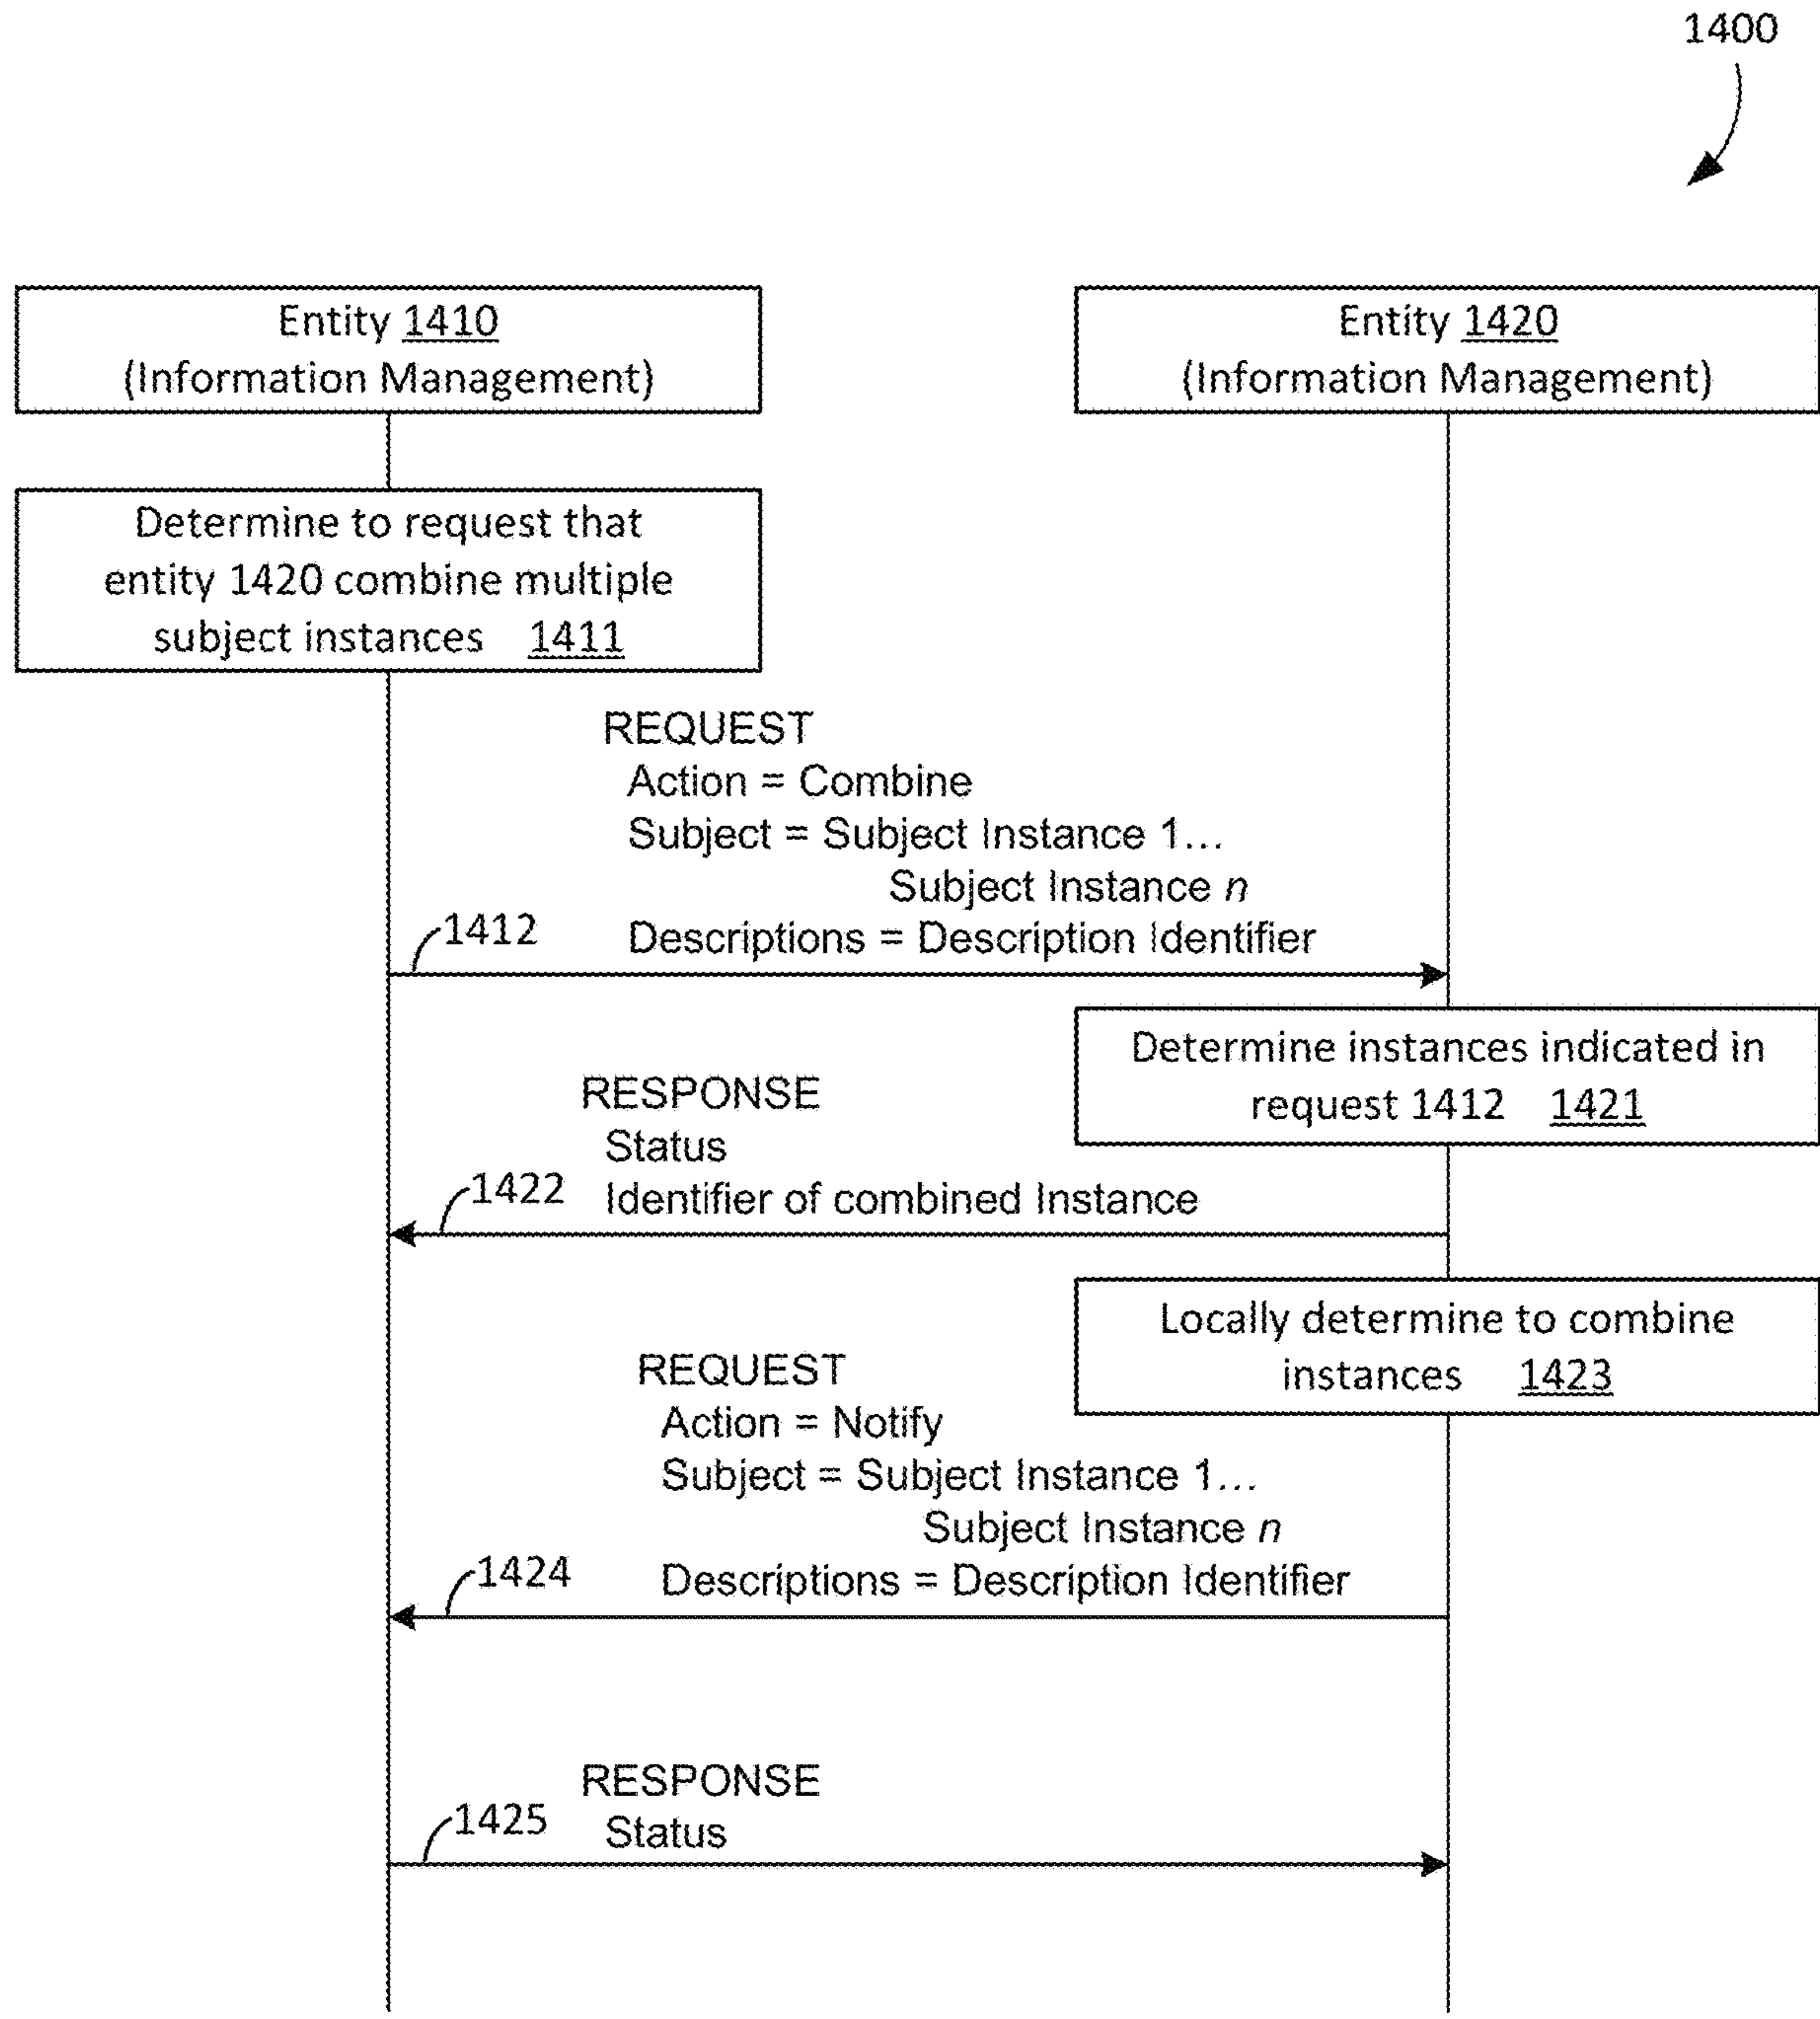 1400
Entity 1410
(Information Management)
Entity 1420
(Information Management)
Determine to request that
entity 1420 combine multiple
subject instances 1411
REQUEST
Action = Combine
Subject = Subject Instance 1...
Subject Instance n
Descriptions = Description Identifier
1412
Determine instances indicated in
request 1412 1421
RESPONSE
Status
Identifier of combined Instance
1422
Locally determine to combine
instances 1423
REQUEST
Action = Notify
Subject = Subject Instance 1...
Subject Instance n
Descriptions = Description Identifier
1424
RESPONSE
Status
1425